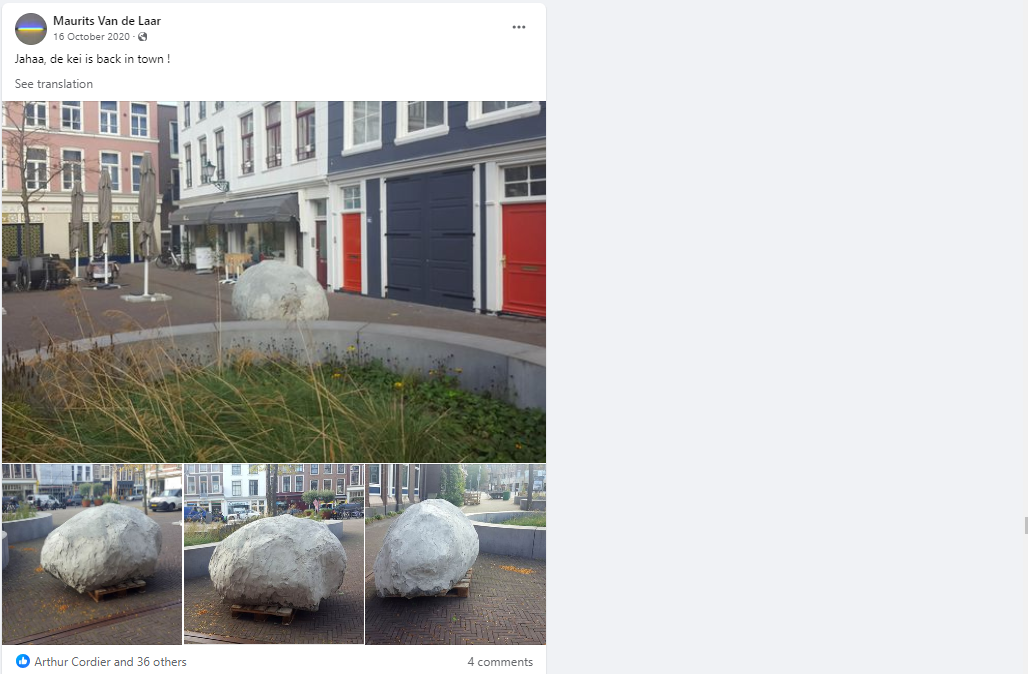 Maurits Van de Laar
16 October 2020 ·
Jahaa, de kei is back in town !
See translation
Arthur Cordier and 36 others
4 comments